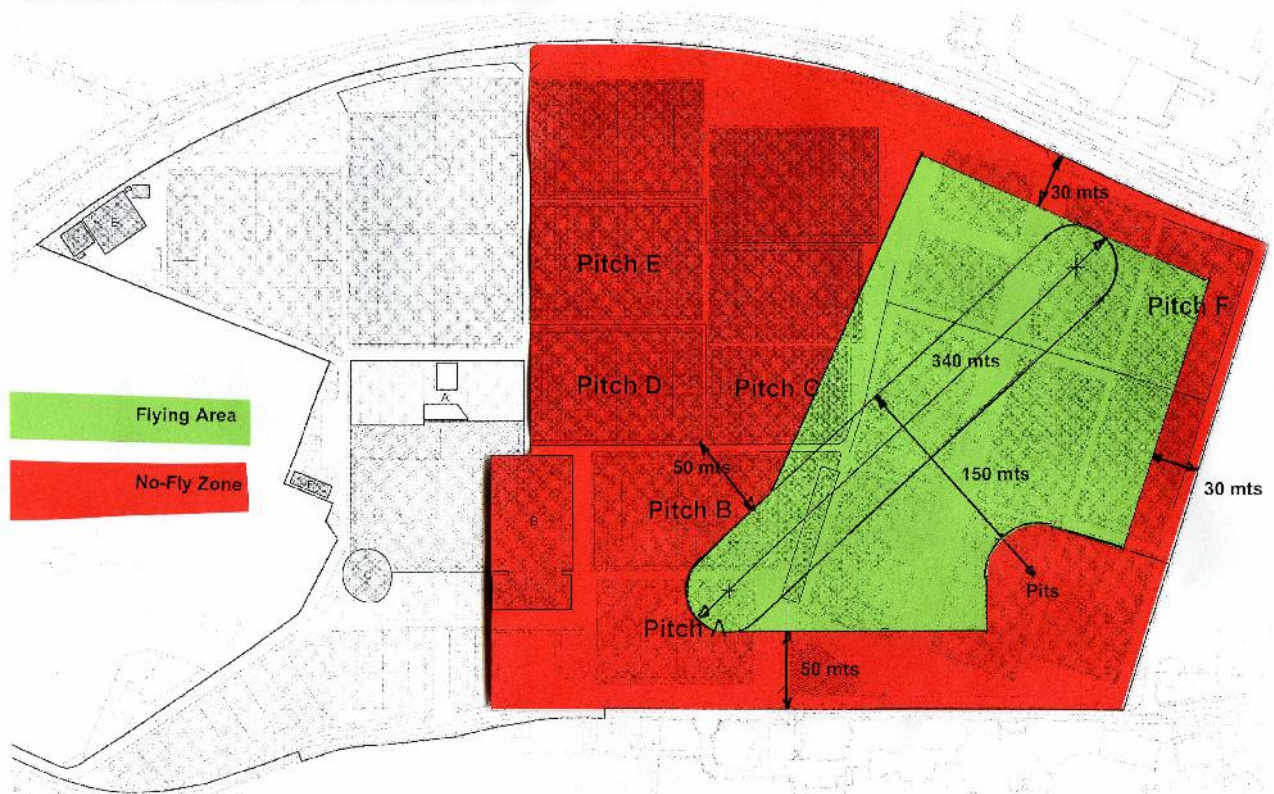 30 mts
Pitch E
Pitch F
340 mts
Pitch D
Pitch C
A
Flying Area
50 mts
150 mts
No-Fly Zone
30 mts
Pitch B
Pits
Pitch A
50 mts